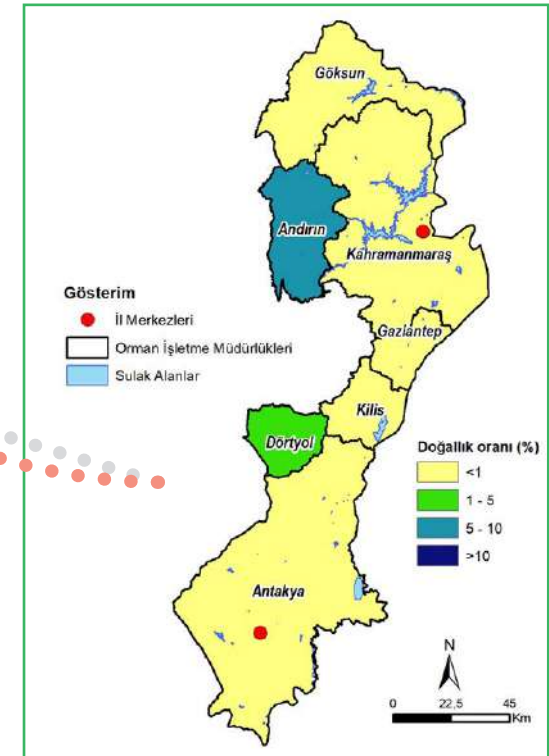 Göksun
Andırın
Kahramanmaraş
Gösterim
İl Merkezleri
Orman İşletme Müdürlükleri
Sulak Alanlar
Gaziantep
Kilis
Dörtyol
Doğallık oranı (%)
<1
1 - 5
5 - 10
>10
Antakya
N
0 22,5 45
Km